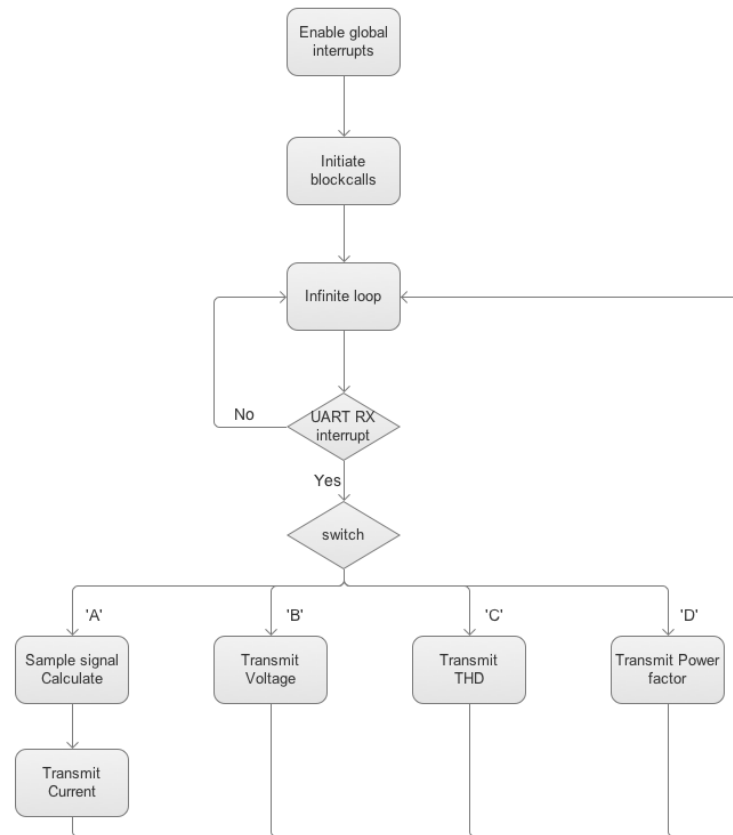 Enable global
interrupts
Initiate
blockcalls
Infinite loop
No
UART RX
interrupt
Yes
switch
'A'
'B'
'C'
'D'
Sample signal
Calculate
Transmit
Voltage
Transmit
THD
Transmit Power
factor
Transmit
Current